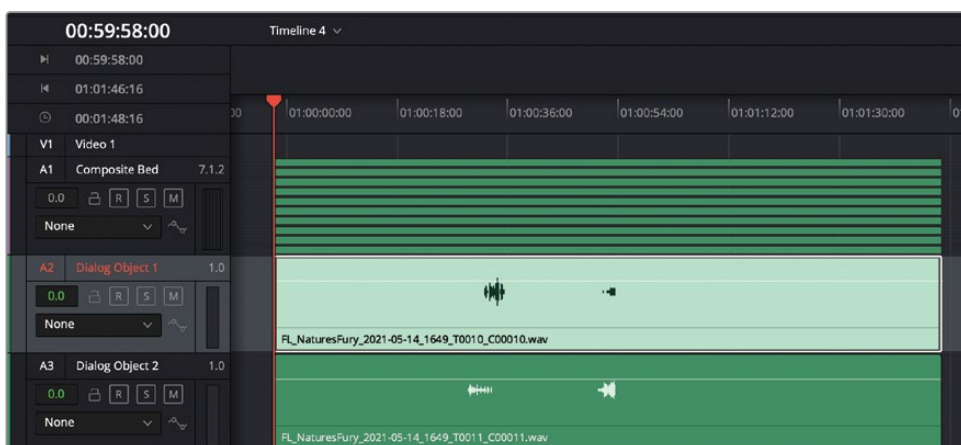 00:59:58:00 Timeline 4
00:59:58:00
01:01:46:16
00:01:48:16
00 01:00:00:00 01:00:18:00 01:00:36:00 01:00:54:00 01:01:12:00 01:01:30:00 0
V1 Video 1
A1 Composite Bed 7.1.2
0.0 R S M
None
A2 Dialog Object 1 1.0
0.0 R S M
None
FL_NaturesFury_2021-05-14_1649_T0010_C00010.wav
A3 Dialog Object 2 1.0
0.0 R S M
None
FL_NaturesFury_2021-05-14_1649_T0011_C00011.wav